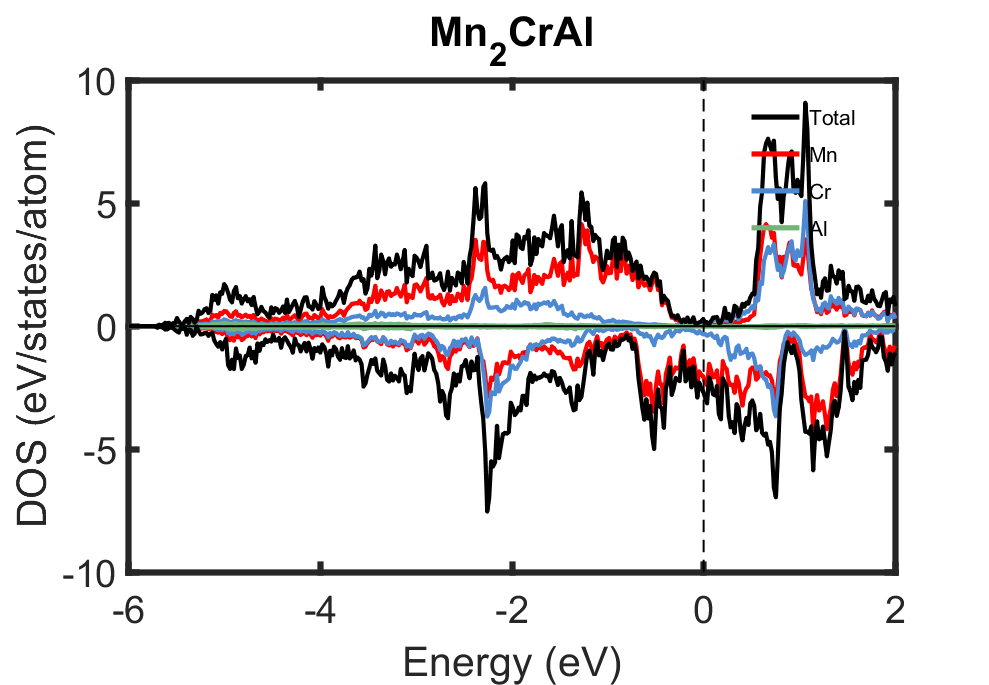 Mn₂CrAl
10
5
0
-5
-10
DOS (eV/states/atom)
Total
Mn
Cr
Al
-6 -4 -2 0 2
Energy (eV)